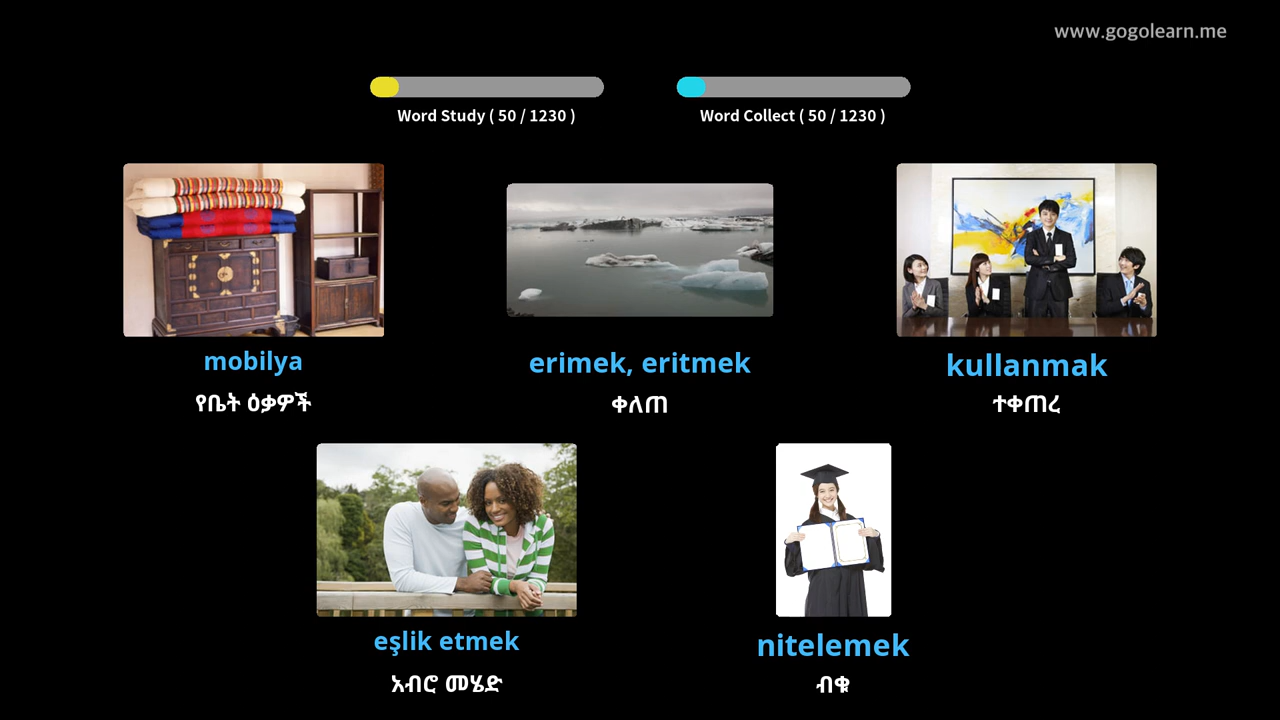 www.gogolearn.me
Word Study ( 50 / 1230 )
Word Collect ( 50 / 1230 )
mobilya
የቤት ዕቃዎች
erimek, eritmek
ቀለጠ
kullanmak
ተቀጠረ
eşlik etmek
አብሮ መሄድ
nitelemek
ብቁ